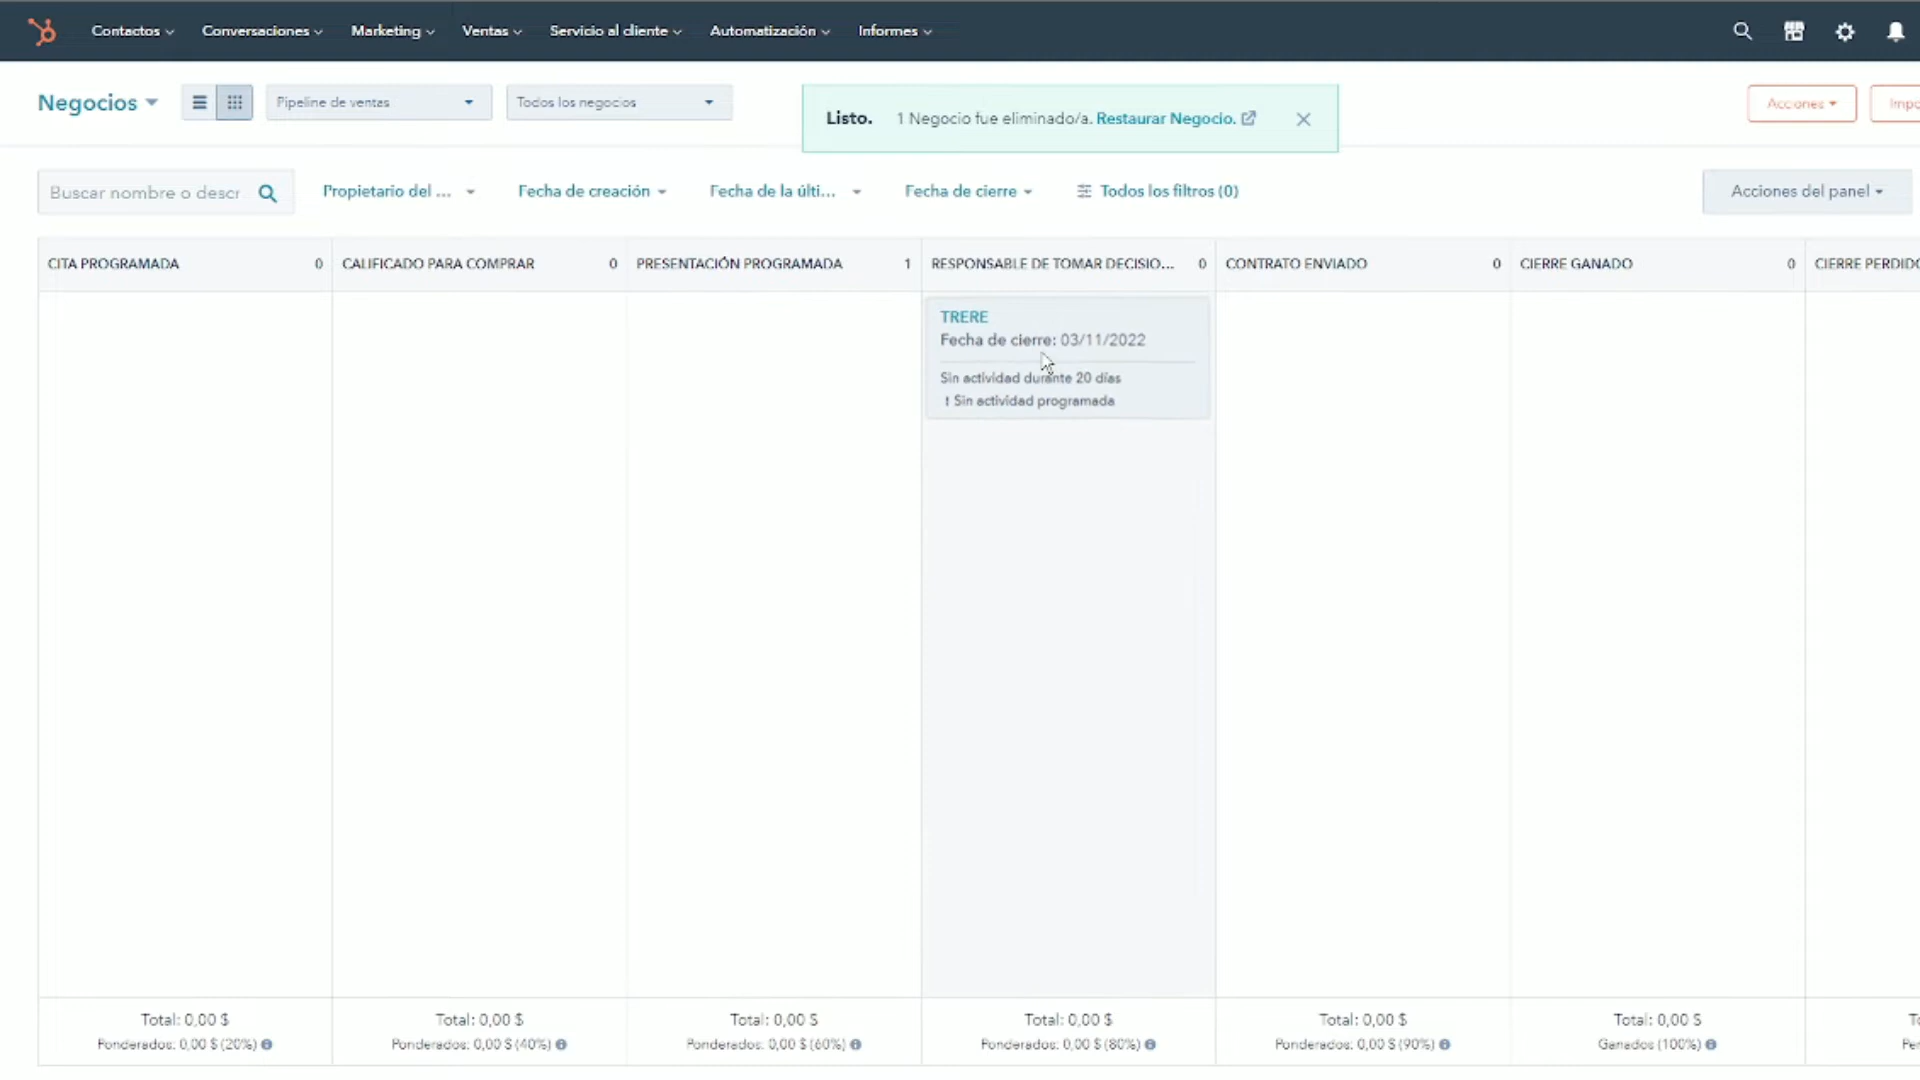 Contactos Conversaciones Marketing Ventas Servicio al cliente Automatización Informes
Negocios Pipeline de ventas Todos los negocios Listo. 1 Negocio fue eliminado/a. Restaurar Negocio. Acciones Impo
Buscar nombre o descr Propietario del ... Fecha de creación Fecha de la últi... Fecha de cierre Todos los filtros (0) Acciones del panel
CITA PROGRAMADA 0 CALIFICADO PARA COMPRAR 0 PRESENTACIÓN PROGRAMADA 1 RESPONSABLE DE TOMAR DECISIO... 0 CONTRATO ENVIADO 0 CIERRE GANADO 0 CIERRE PERDIDO
TRERE
Fecha de cierre: 03/11/2022
Sin actividad durante 20 días
! Sin actividad programada
Total: 0,00 $ Total: 0,00 $ Total: 0,00 $ Total: 0,00 $ Total: 0,00 $ Total: 0,00 $ To
Ponderados: 0,00 $ (20%) Ponderados: 0,00 $ (40%) Ponderados: 0,00 $ (60%) Ponderados: 0,00 $ (80%) Ponderados: 0,00 $ (90%) Ganados (100%) Per